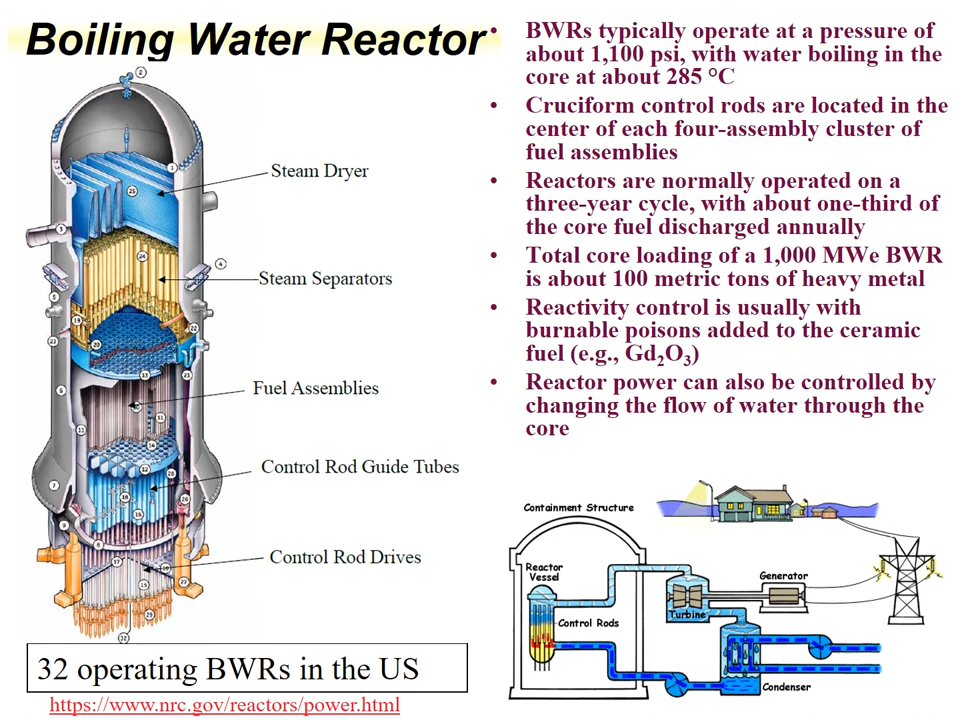 Boiling Water Reactor
• BWRs typically operate at a pressure of
about 1,100 psi, with water boiling in the
core at about 285 °C
• Cruciform control rods are located in the
center of each four-assembly cluster of
fuel assemblies
• Reactors are normally operated on a
three-year cycle, with about one-third of
the core fuel discharged annually
• Total core loading of a 1,000 MWe BWR
is about 100 metric tons of heavy metal
• Reactivity control is usually with
burnable poisons added to the ceramic
fuel (e.g., Gd₂O₃)
• Reactor power can also be controlled by
changing the flow of water through the
core
Steam Dryer
Steam Separators
Fuel Assemblies
Control Rod Guide Tubes
Control Rod Drives
Containment Structure
Reactor
Vessel
Control Rods
Turbine
Generator
Condenser
32 operating BWRs in the US
https://www.nrc.gov/reactors/power.html